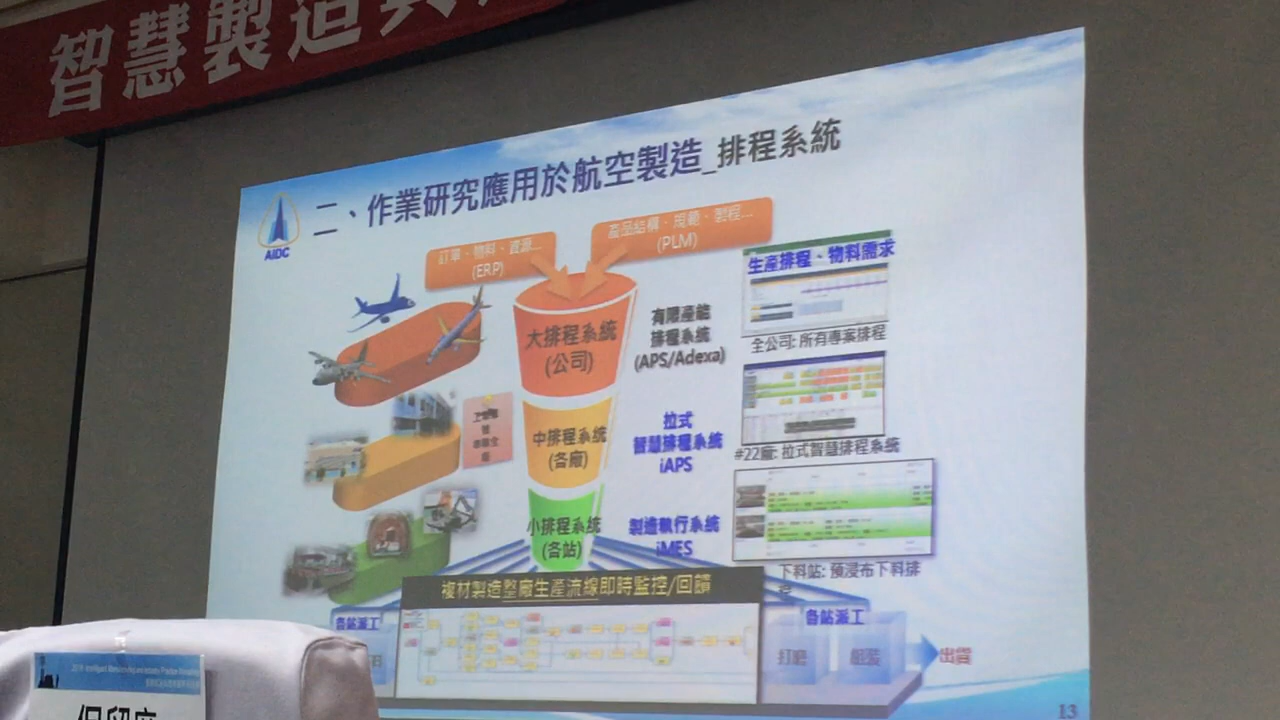 智慧製造
二、作業研究應用於航空製造_排程系統
AIDC
訂單、物料、資源...
(ERP)
產品結構、規範、製程...
(PLM)
大排程系統
(公司)
有限產能
排程系統
(APS/Adexa)
生產排程、物料需求
全公司: 所有專案排程
中排程系統
(各廠)
拉式
智慧排程系統
iAPS
#22廠: 拉式智慧排程系統
小排程系統
(各站)
製造執行系統
iMES
下料站: 預浸布下料排
複材製造整廠生產流線即時監控/回饋
各站派工
各站派工
打磨
組裝
出貨
13
保留席